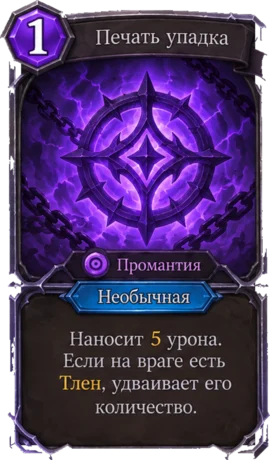 1
Печать упадка
Промантия
Необычная
Наносит 5 урона.
Если на враге есть
Тлен, удваивает его
количество.